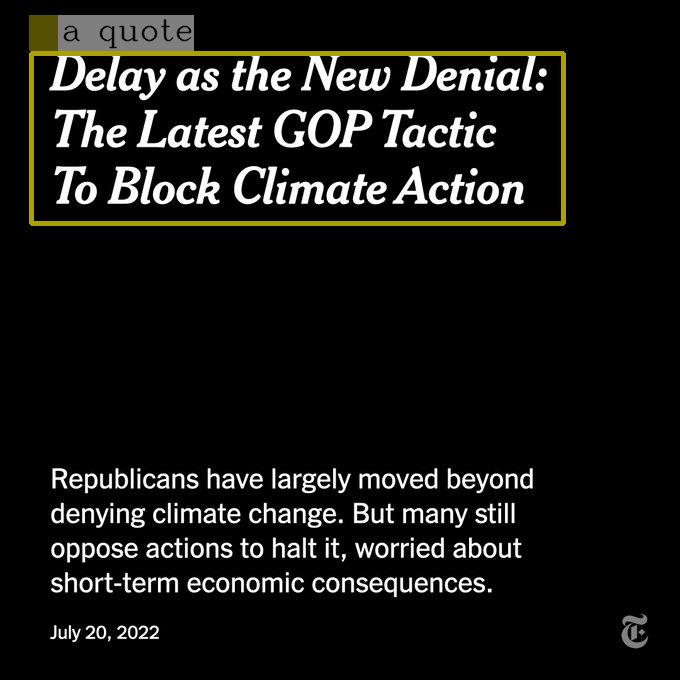 a quote
Delay as the New Denial:
The Latest GOP Tactic
To Block Climate Action
Republicans have largely moved beyond
denying climate change. But many still
oppose actions to halt it, worried about
short-term economic consequences.
July 20, 2022
T